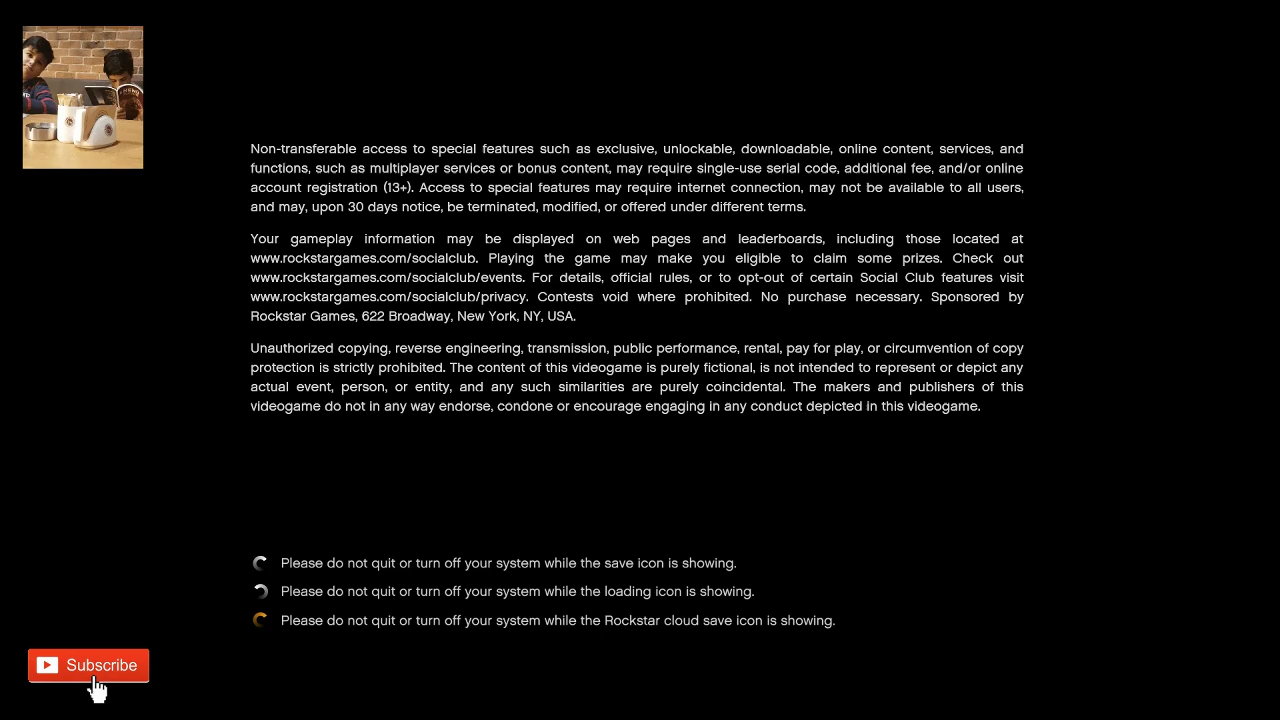 Non-transferable access to special features such as exclusive, unlockable, downloadable, online content, services, and
functions, such as multiplayer services or bonus content, may require single-use serial code, additional fee, and/or online
account registration (13+). Access to special features may require internet connection, may not be available to all users,
and may, upon 30 days notice, be terminated, modified, or offered under different terms.
Your gameplay information may be displayed on web pages and leaderboards, including those located at
www.rockstargames.com/socialclub. Playing the game may make you eligible to claim some prizes. Check out
www.rockstargames.com/socialclub/events. For details, official rules, or to opt-out of certain Social Club features visit
www.rockstargames.com/socialclub/privacy. Contests void where prohibited. No purchase necessary. Sponsored by
Rockstar Games, 622 Broadway, New York, NY, USA.
Unauthorized copying, reverse engineering, transmission, public performance, rental, pay for play, or circumvention of copy
protection is strictly prohibited. The content of this videogame is purely fictional, is not intended to represent or depict any
actual event, person, or entity, and any such similarities are purely coincidental. The makers and publishers of this
videogame do not in any way endorse, condone or encourage engaging in any conduct depicted in this videogame.
Please do not quit or turn off your system while the save icon is showing.
Please do not quit or turn off your system while the loading icon is showing.
Please do not quit or turn off your system while the Rockstar cloud save icon is showing.
Subscribe